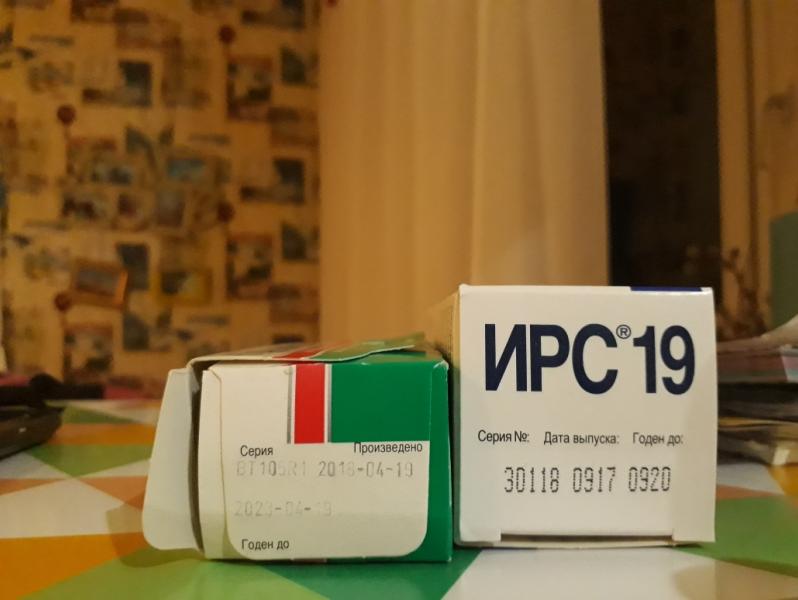 Серия Произведено
BT105R1 2018-04-19
2023-04-19
Годен до
ИРС® 19
Серия №: Дата выпуска: Годен до:
30118 0917 0920